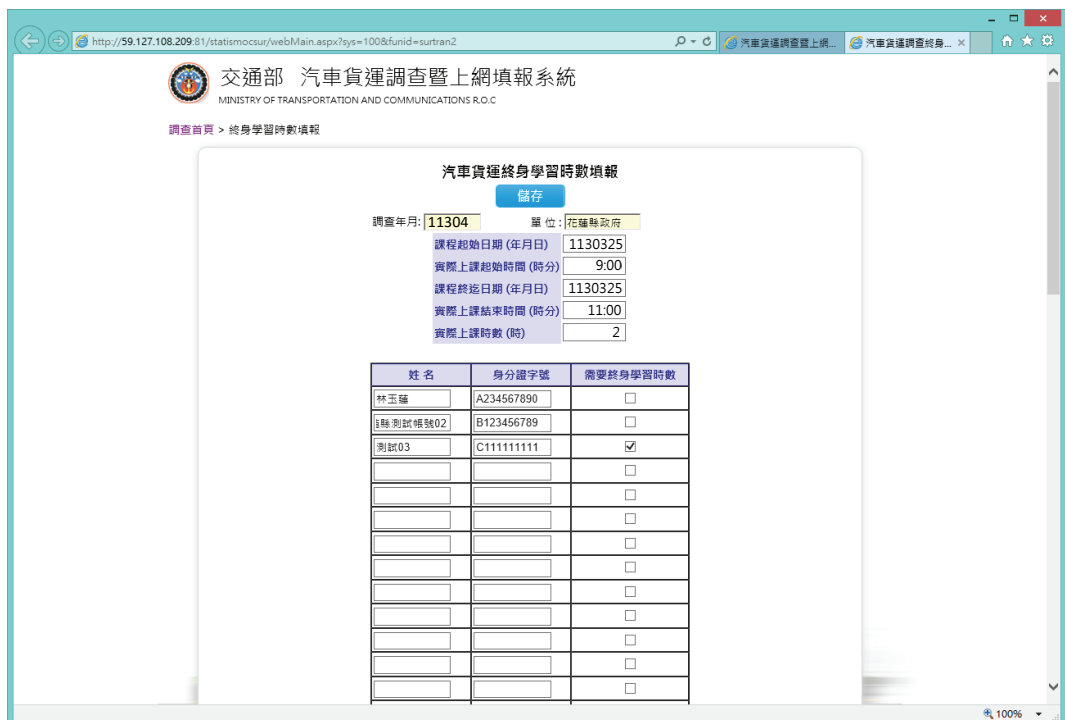 http://59.127.108.209:81/statismocsur/webMain.aspx?sys=100&funid=surtran2
汽車貨運調查暨上網...
汽車貨運調查終身...
交通部 汽車貨運調查暨上網填報系統
MINISTRY OF TRANSPORTATION AND COMMUNICATIONS R.O.C
調查首頁 > 終身學習時數填報
汽車貨運終身學習時數填報
儲存
調查年月: 11304 單 位: 花蓮縣政府
課程起始日期 (年月日) 1130325
實際上課起始時間 (時分) 9:00
課程終迄日期 (年月日) 1130325
實際上課結束時間 (時分) 11:00
實際上課時數 (時) 2
姓 名 身分證字號 需要終身學習時數
林玉蓮 A234567890
縣測試帳號02 B123456789
測試03 C111111111
100%